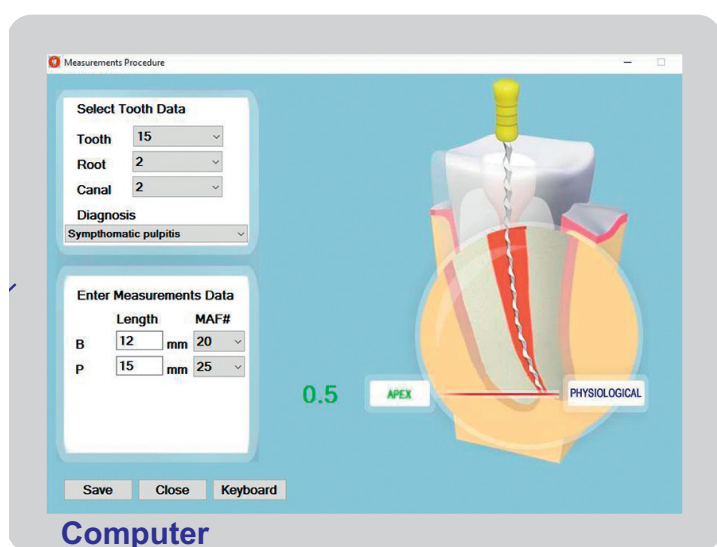 Measurements Procedure
Select Tooth Data
Tooth 15
Root 2
Canal 2
Diagnosis
Sympthomatic pulpitis
Enter Measurements Data
Length MAF#
B 12 mm 20
P 15 mm 25
0.5 APEX PHYSIOLOGICAL
Save Close Keyboard
Computer